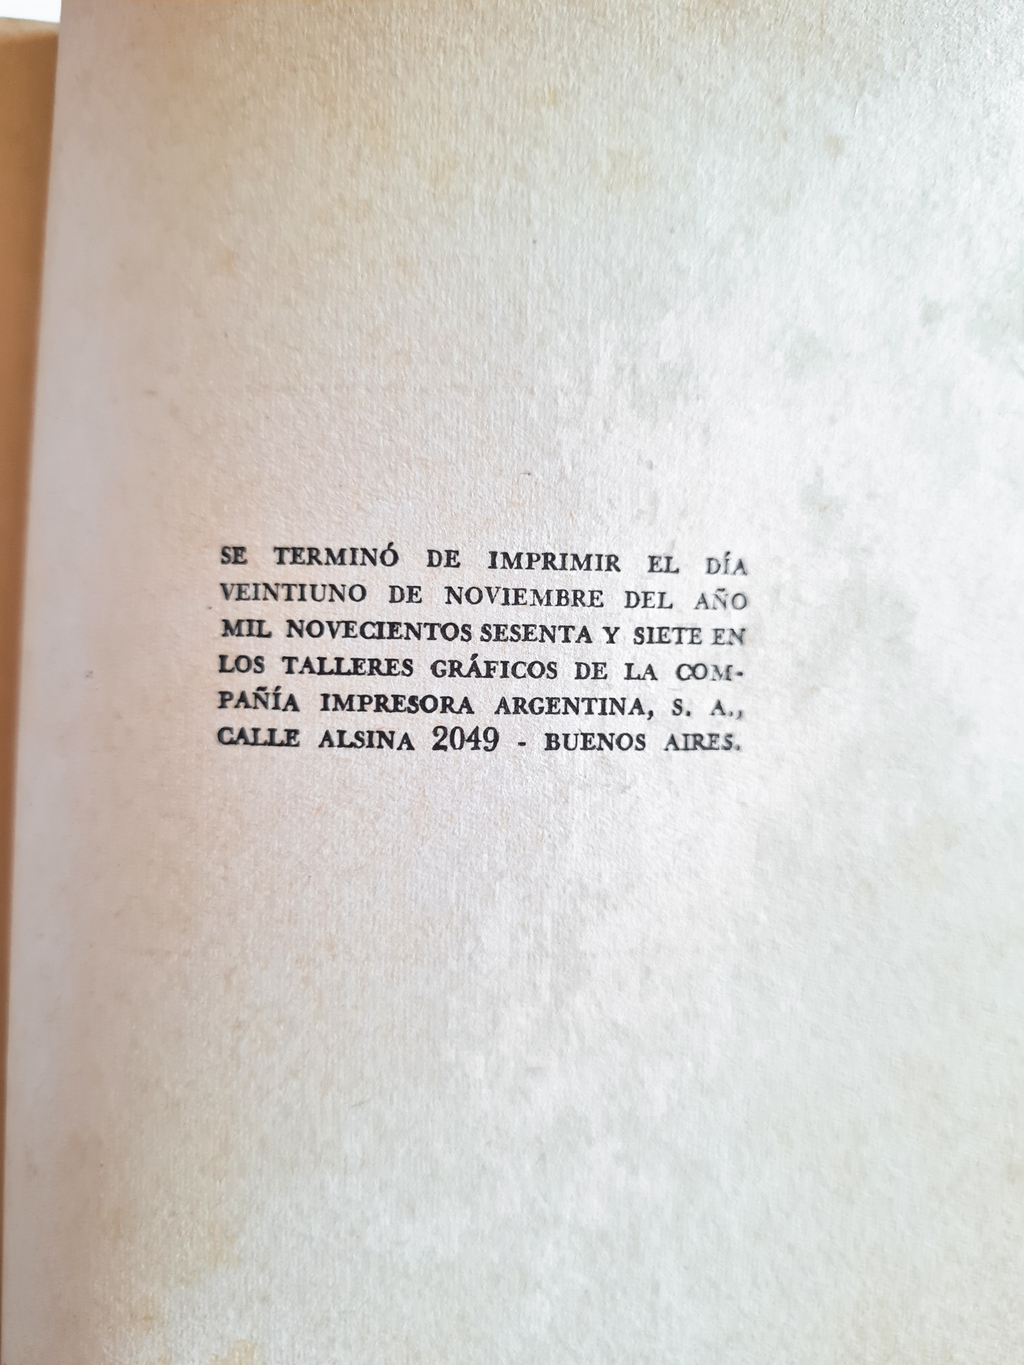 SE TERMINÓ DE IMPRIMIR EL DÍA
VEINTIUNO DE NOVIEMBRE DEL AÑO
MIL NOVECIENTOS SESENTA Y SIETE EN
LOS TALLERES GRÁFICOS DE LA COM-
PAÑÍA IMPRESORA ARGENTINA, S. A.,
CALLE ALSINA 2049 - BUENOS AIRES.